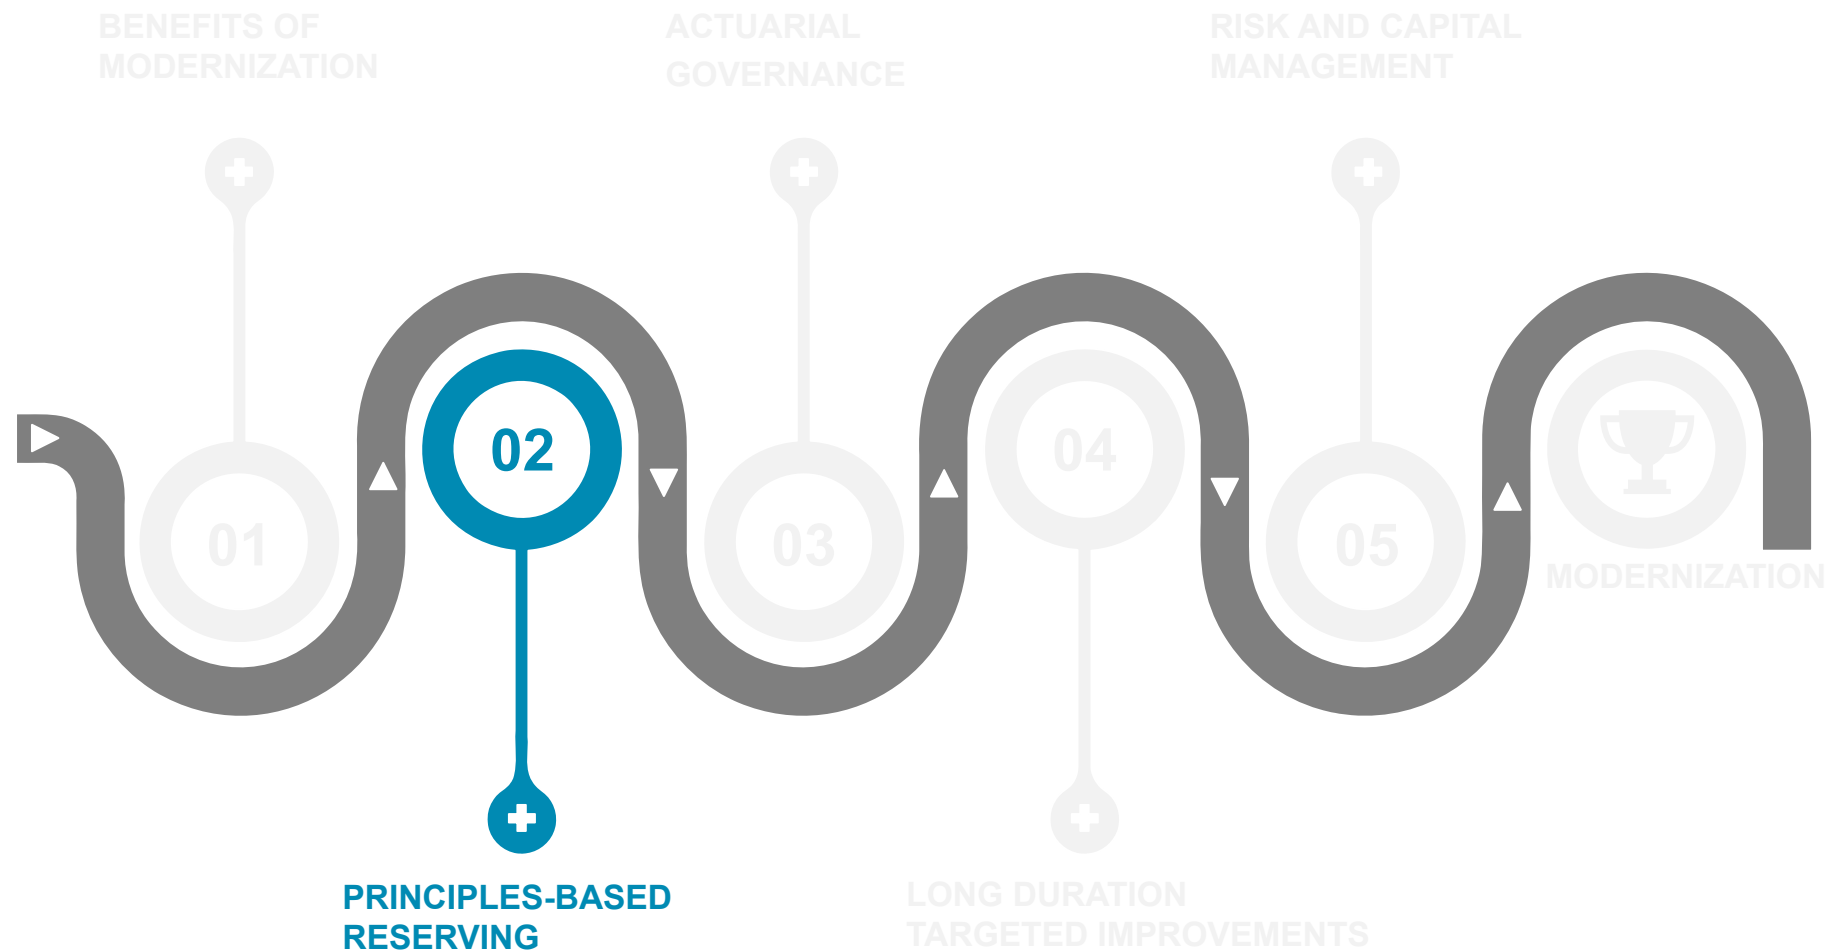 BENEFITS OF
MODERNIZATION
ACTUARIAL
GOVERNANCE
RISK AND CAPITAL
MANAGEMENT
01
02
03
04
05
MODERNIZATION
PRINCIPLES-BASED
RESERVING
LONG DURATION
TARGETED IMPROVEMENTS